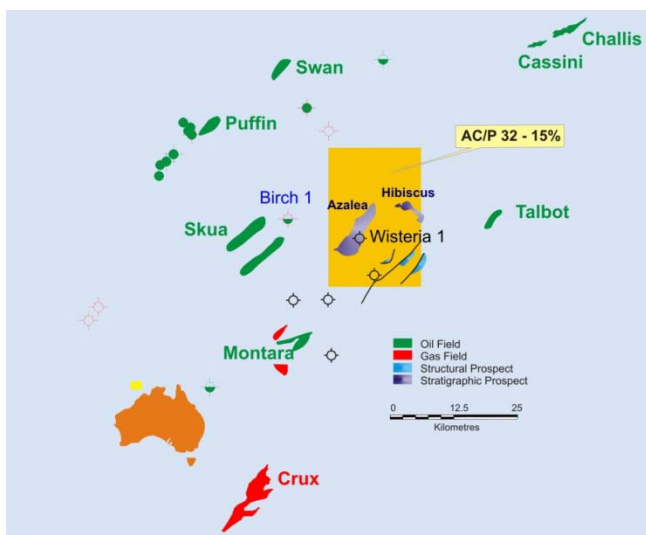 Challis
Cassini
Swan
Puffin
AC/P 32 - 15%
Birch 1
Azalea
Hibiscus
Skua
Wisteria 1
Talbot
Montara
Oil Field
Gas Field
Structural Prospect
Stratigraphic Prospect
0 12.5 25
Kilometres
Crux